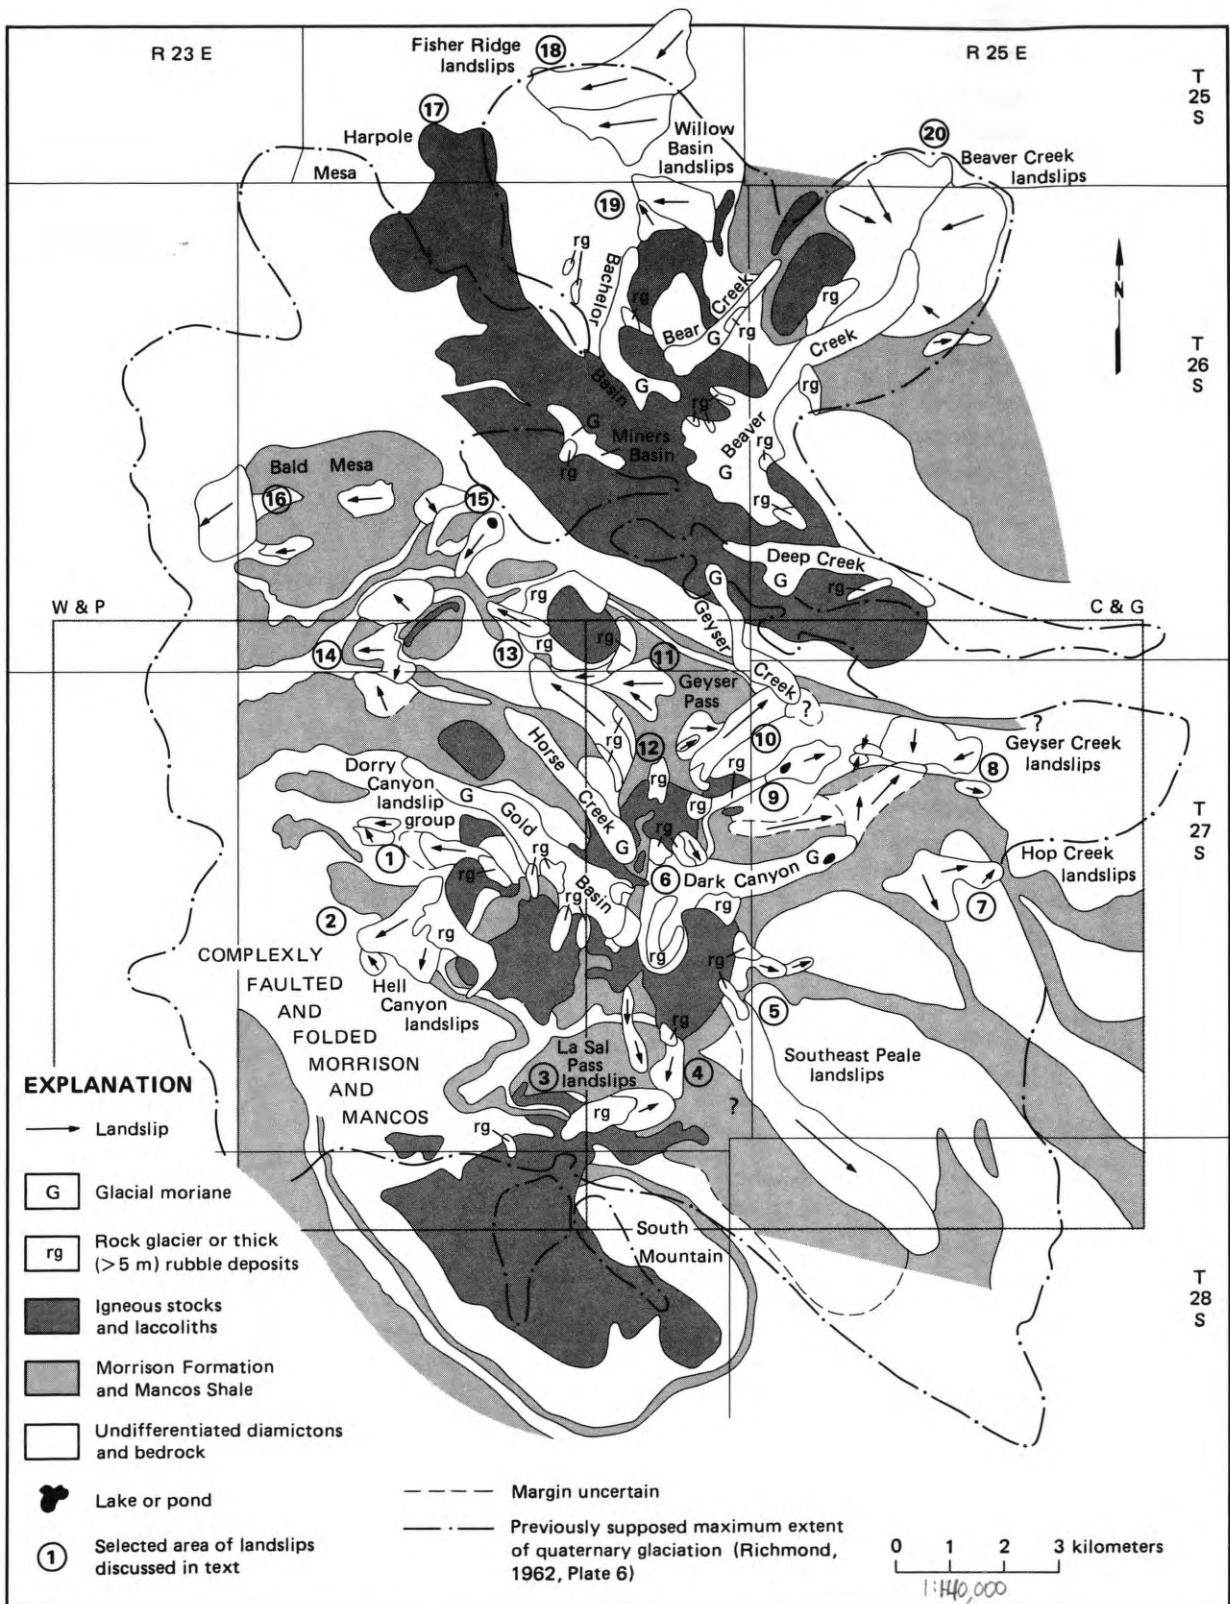 R 23 E
Fisher Ridge
landslips
18
R 25 E
T
25
S
17
Harpole
Mesa
Willow
Basin
landslips
20
Beaver Creek
landslips
19
rg
Bachelor
Basin
rg
Bear Creek
G
rg
rg
Creek
N
T
26
S
G
rg
rg
G
Miners
Basin
rg
Beaver
G
rg
rg
Bald Mesa
16
15
Deep Creek
G
rg
W & P
C & G
G
Geyser
Creek
rg
rg
rg
14
13
11
Geyser
Pass
?
?
Geyser Creek
landslips
8
Horse
Creek
G
rg
12
10
rg
rg
rg
9
Dorry
Canyon
landslip
group
G
Gold
Basin
1
rg
rg
rg
rg
6
Dark Canyon
G
rg
Hop Creek
landslips
7
T
27
S
2
rg
rg
5
COMPLEXLY
FAULTED
AND
FOLDED
MORRISON
AND
MANCOS
Hell
Canyon
landslips
La Sal
Pass
landslips
3
rg
4
rg
rg
?
Southeast Peale
landslips
South
Mountain
T
28
S
EXPLANATION
Landslip
G Glacial moriane
rg Rock glacier or thick
(>5 m) rubble deposits
Igneous stocks
and laccoliths
Morrison Formation
and Mancos Shale
Undifferentiated diamictons
and bedrock
Lake or pond
1 Selected area of landslips
discussed in text
Margin uncertain
Previously supposed maximum extent
of quaternary glaciation (Richmond,
1962, Plate 6)
0 1 2 3 kilometers